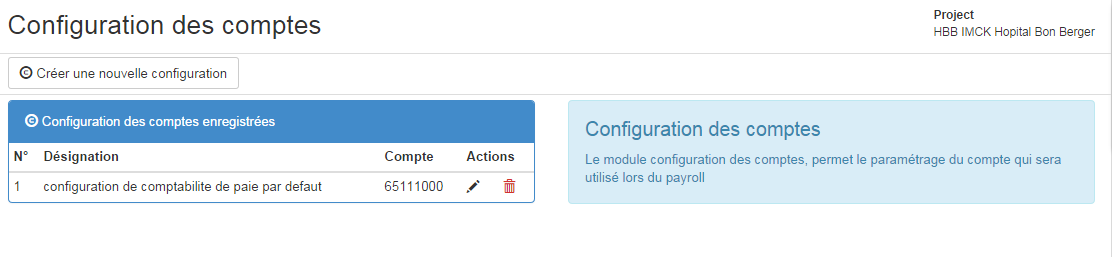 Configuration des comptes
Project
HBB IMCK Hopital Bon Berger
Créer une nouvelle configuration
Configuration des comptes enregistrées
N° Désignation Compte Actions
1 configuration de comptabilite de paie par defaut 65111000
Configuration des comptes
Le module configuration des comptes, permet le paramétrage du compte qui sera
utilisé lors du payroll